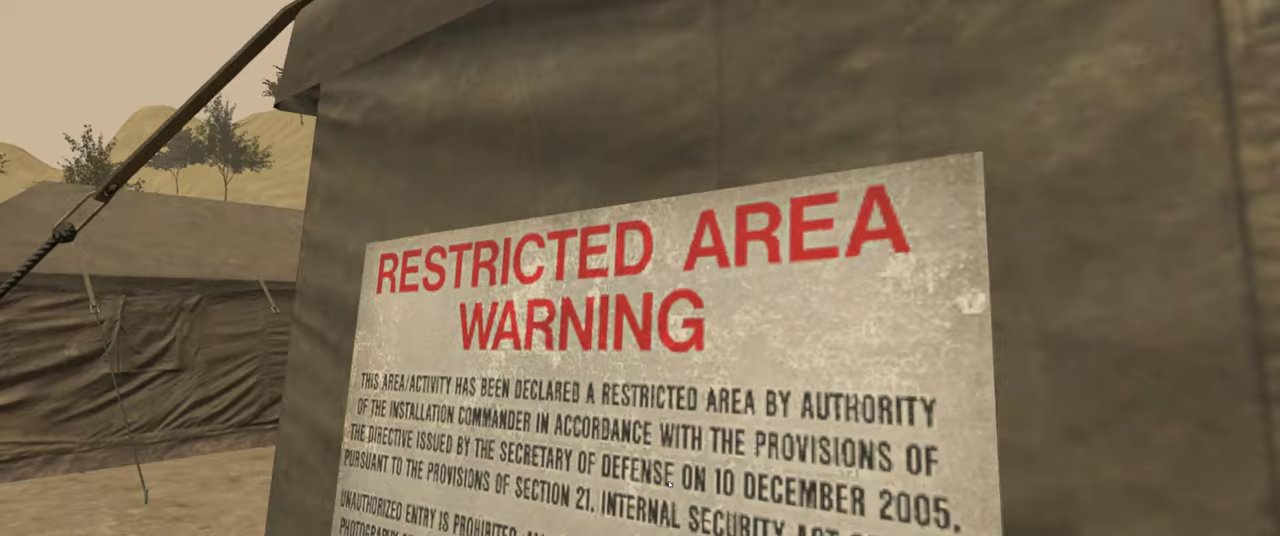 RESTRICTED AREA
WARNING
THIS AREA/ACTIVITY HAS BEEN DECLARED A RESTRICTED AREA BY AUTHORITY
OF THE INSTALLATION COMMANDER IN ACCORDANCE WITH THE PROVISIONS OF
THE DIRECTIVE ISSUED BY THE SECRETARY OF DEFENSE ON 10 DECEMBER 2005.
PURSUANT TO THE PROVISIONS OF SECTION 21, INTERNAL SECURITY ACT
UNAUTHORIZED ENTRY IS PROHIBITED.